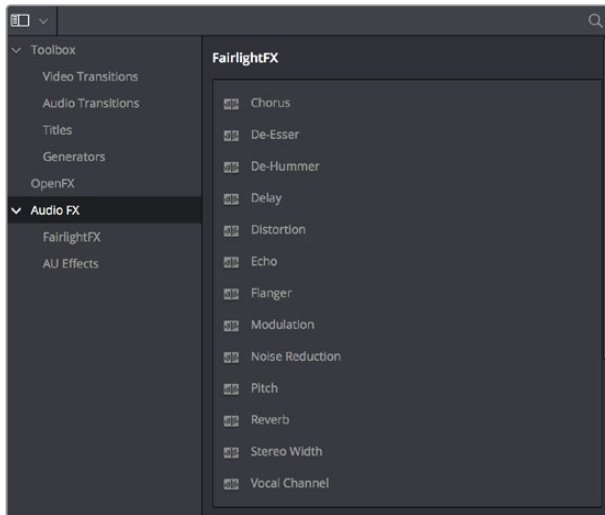 Toolbox
Video Transitions
Audio Transitions
Titles
Generators
OpenFX
Audio FX
FairlightFX
AU Effects
FairlightFX
Chorus
De-Esser
De-Hummer
Delay
Distortion
Echo
Flanger
Modulation
Noise Reduction
Pitch
Reverb
Stereo Width
Vocal Channel